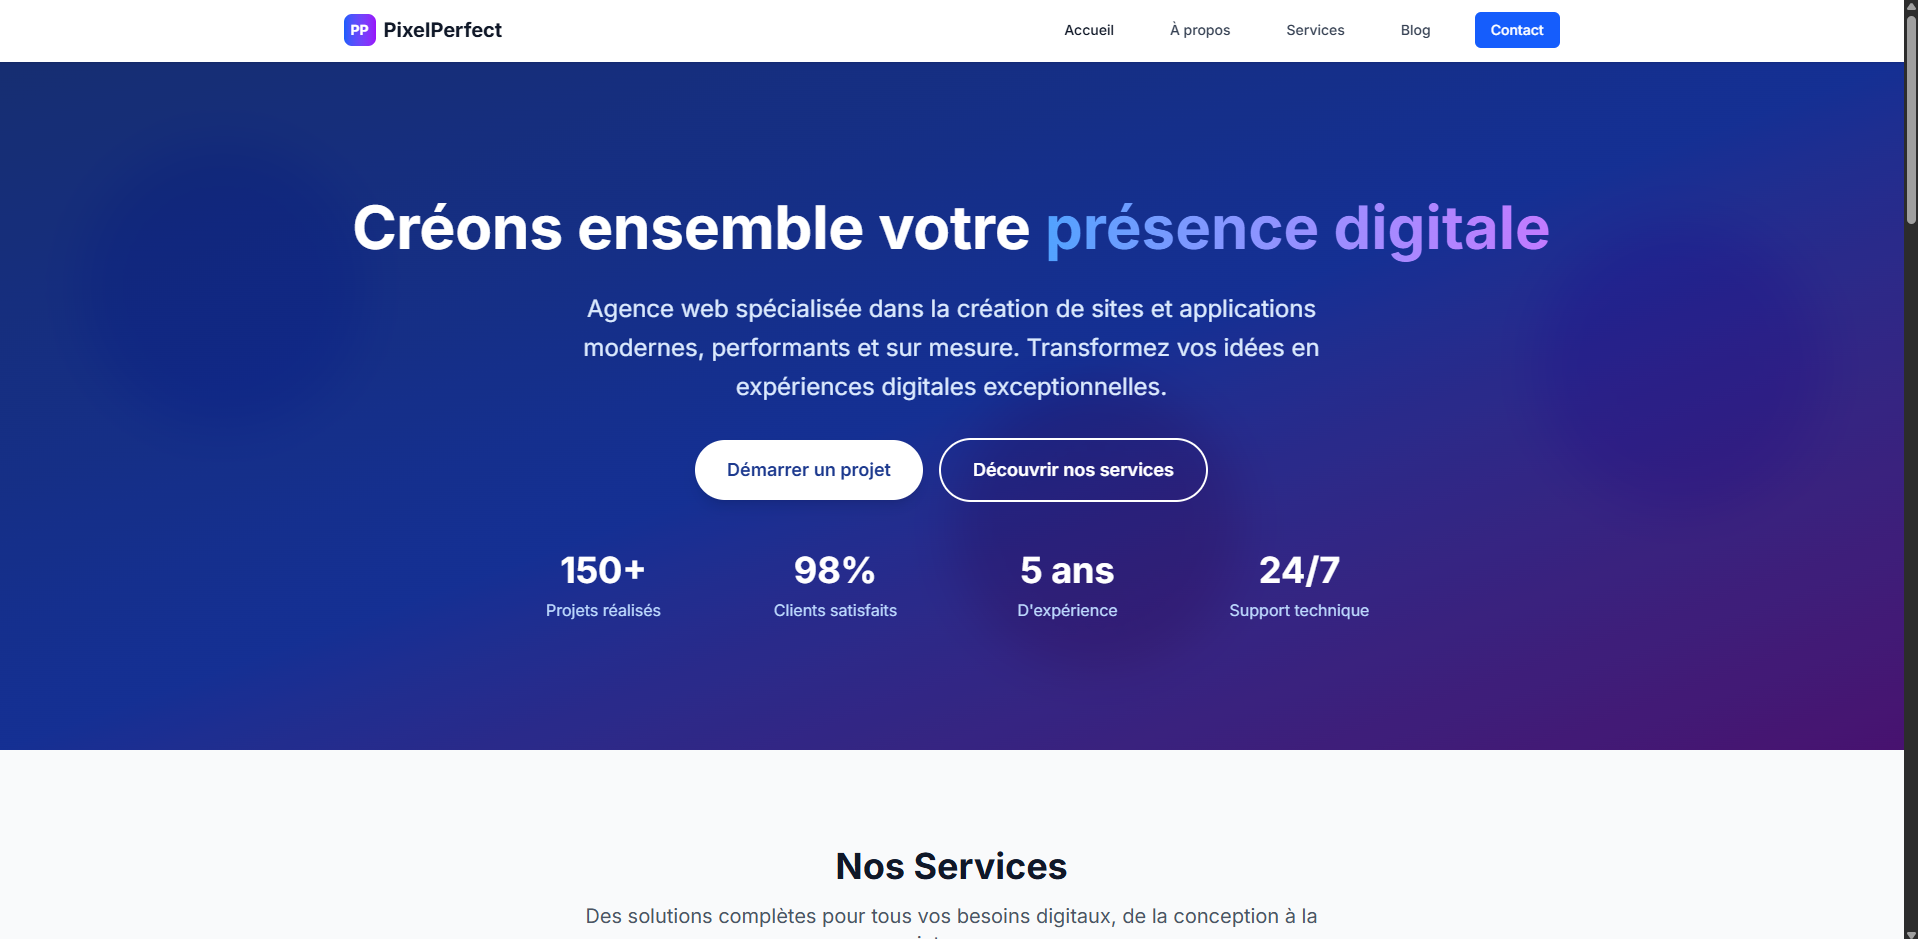 PP PixelPerfect
Accueil À propos Services Blog Contact
Créons ensemble votre présence digitale
Agence web spécialisée dans la création de sites et applications
modernes, performants et sur mesure. Transformez vos idées en
expériences digitales exceptionnelles.
Démarrer un projet Découvrir nos services
150+ 98% 5 ans 24/7
Projets réalisés Clients satisfaits D'expérience Support technique
Nos Services
Des solutions complètes pour tous vos besoins digitaux, de la conception à la